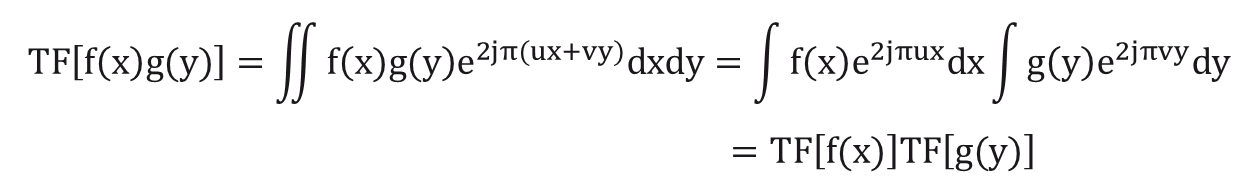 TF[f(x)g(y)] = ∬ f(x)g(y)e^{2jπ(ux+vy)}dxdy = ∫ f(x)e^{2jπux}dx ∫ g(y)e^{2jπvy}dy
= TF[f(x)]TF[g(y)]